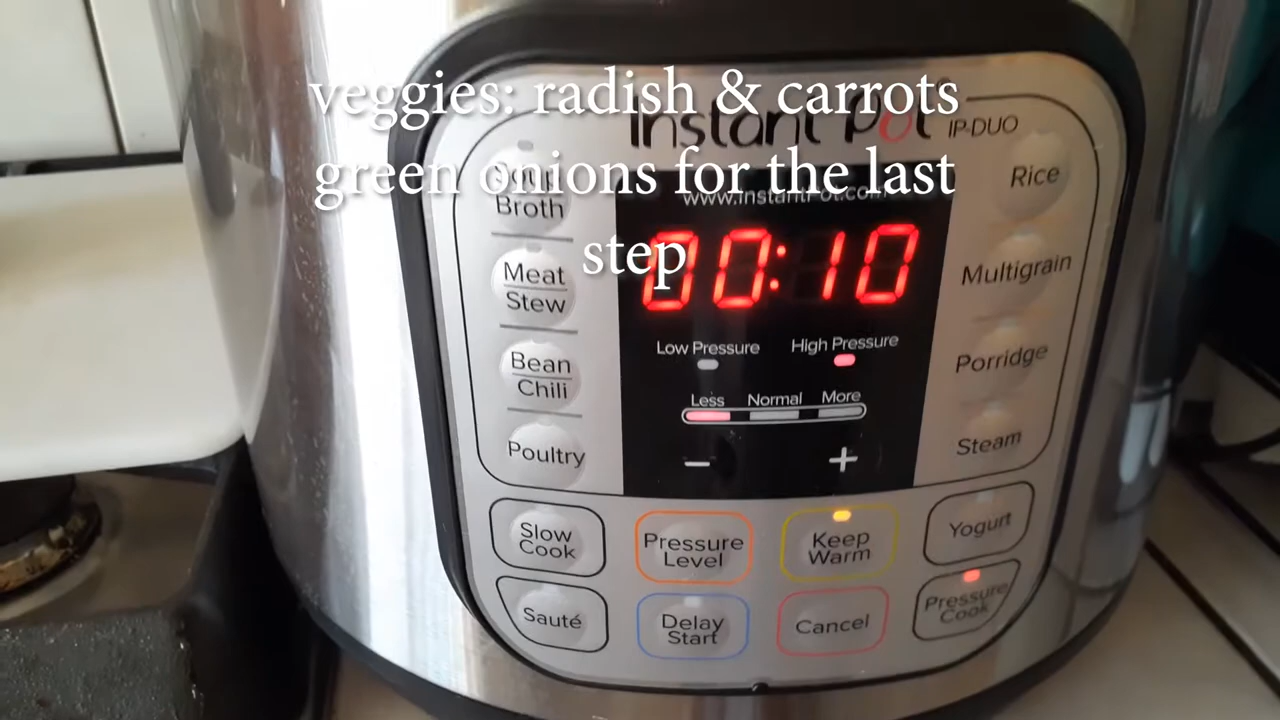 veggies: radish & carrots
green onions for the last
step
Instant Pot IP-DUO
www.InstantPot.com
00:10
Low Pressure High Pressure
Less Normal More
− +
Soup
Broth
Meat
Stew
Bean
Chili
Poultry
Rice
Multigrain
Porridge
Steam
Slow
Cook
Pressure
Level
Keep
Warm
Yogurt
Sauté
Delay
Start
Cancel
Pressure
Cook